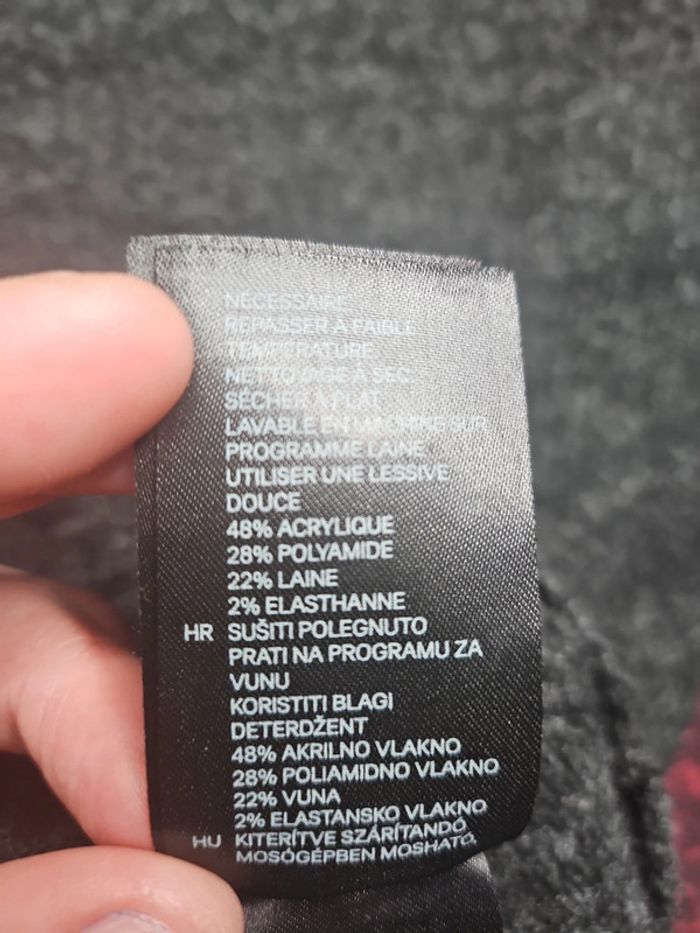 NÉCESSAIRE
REPASSER À FAIBLE
TEMPÉRATURE
NETTOYAGE À SEC
SÉCHER À PLAT
LAVABLE EN MACHINE SUR
PROGRAMME LAINE
UTILISER UNE LESSIVE
DOUCE
48% ACRYLIQUE
28% POLYAMIDE
22% LAINE
2% ELASTHANNE
HR SUŠITI POLEGNUTO
PRATI NA PROGRAMU ZA
VUNU
KORISTITI BLAGI
DETERDŽENT
48% AKRILNO VLAKNO
28% POLIAMIDNO VLAKNO
22% VUNA
2% ELASTANSKO VLAKNO
HU KITERÍTVE SZÁRÍTANDÓ
MOSÓGÉPBEN MOSHATÓ,